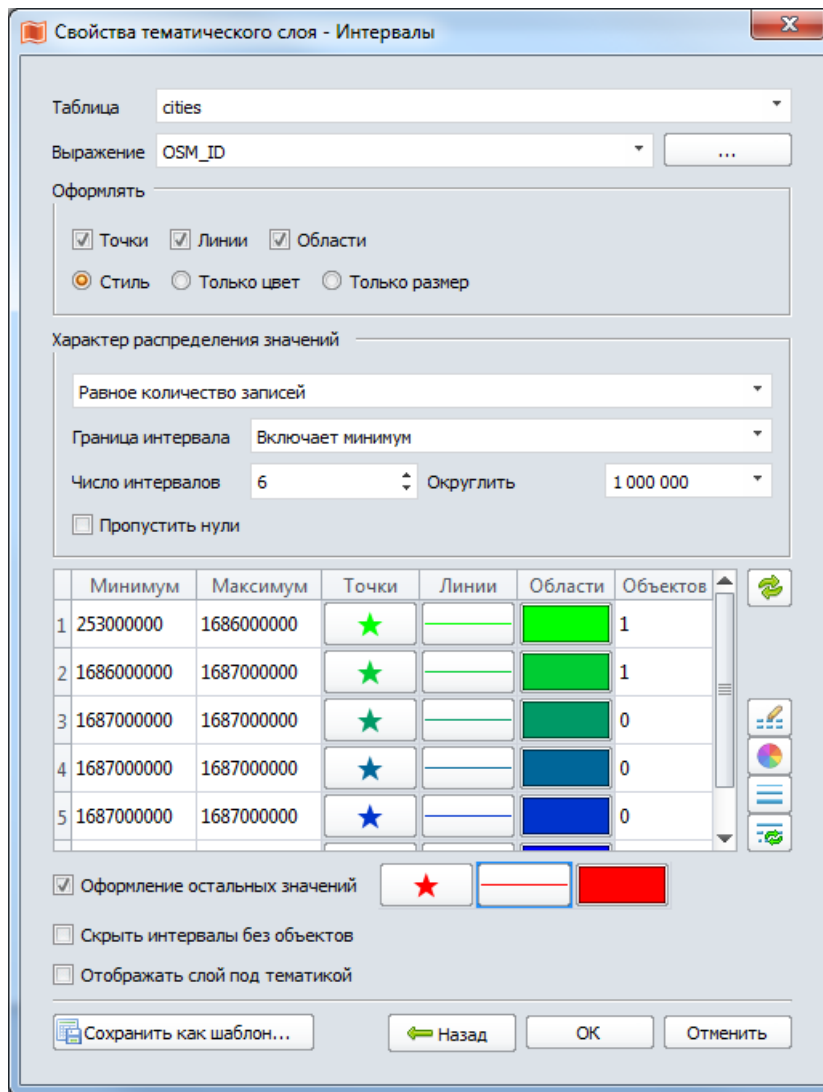 Свойства тематического слоя - Интервалы
Таблица cities
Выражение OSM_ID ...
Оформлять
Точки Линии Области
Стиль Только цвет Только размер
Характер распределения значений
Равное количество записей
Граница интервала Включает минимум
Число интервалов 6 Округлить 1 000 000
Пропустить нули
Минимум Максимум Точки Линии Области Объектов
1 253000000 1686000000 1
2 1686000000 1687000000 1
3 1687000000 1687000000 0
4 1687000000 1687000000 0
5 1687000000 1687000000 0
Оформление остальных значений
Скрыть интервалы без объектов
Отображать слой под тематикой
Сохранить как шаблон... Назад ОК Отменить